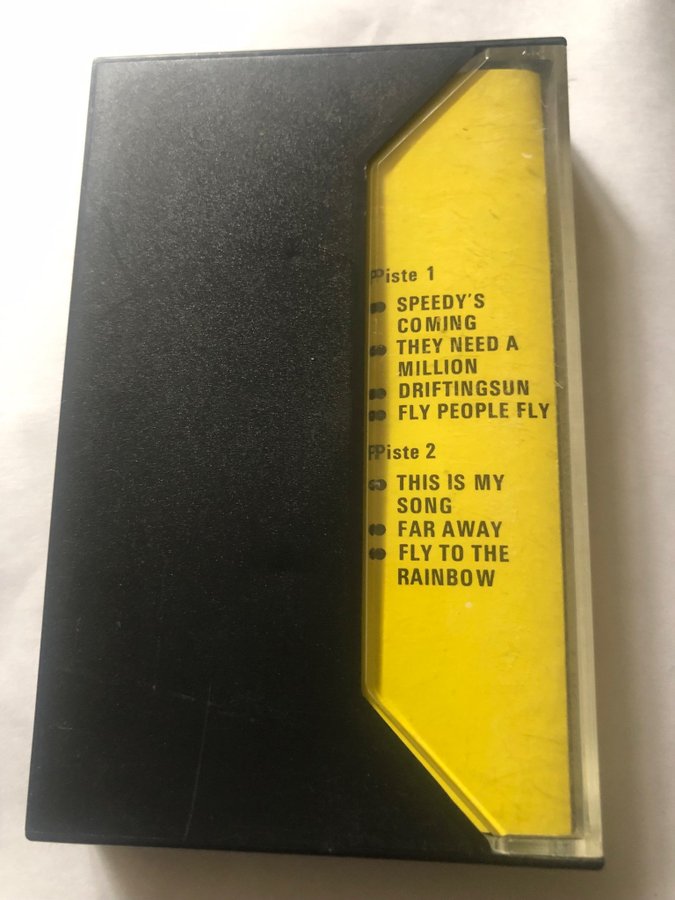 Piste 1
SPEEDY'S
COMING
THEY NEED A
MILLION
DRIFTINGSUN
FLY PEOPLE FLY
Piste 2
THIS IS MY
SONG
FAR AWAY
FLY TO THE
RAINBOW